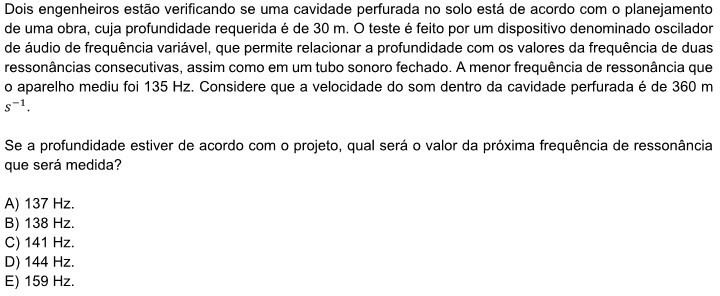 Dois engenheiros estão verificando se uma cavidade perfurada no solo está de acordo com o planejamento
de uma obra, cuja profundidade requerida é de 30 m. O teste é feito por um dispositivo denominado oscilador
de áudio de frequência variável, que permite relacionar a profundidade com os valores da frequência de duas
ressonâncias consecutivas, assim como em um tubo sonoro fechado. A menor frequência de ressonância que
o aparelho mediu foi 135 Hz. Considere que a velocidade do som dentro da cavidade perfurada é de 360 m
s⁻¹.
Se a profundidade estiver de acordo com o projeto, qual será o valor da próxima frequência de ressonância
que será medida?
A) 137 Hz.
B) 138 Hz.
C) 141 Hz.
D) 144 Hz.
E) 159 Hz.